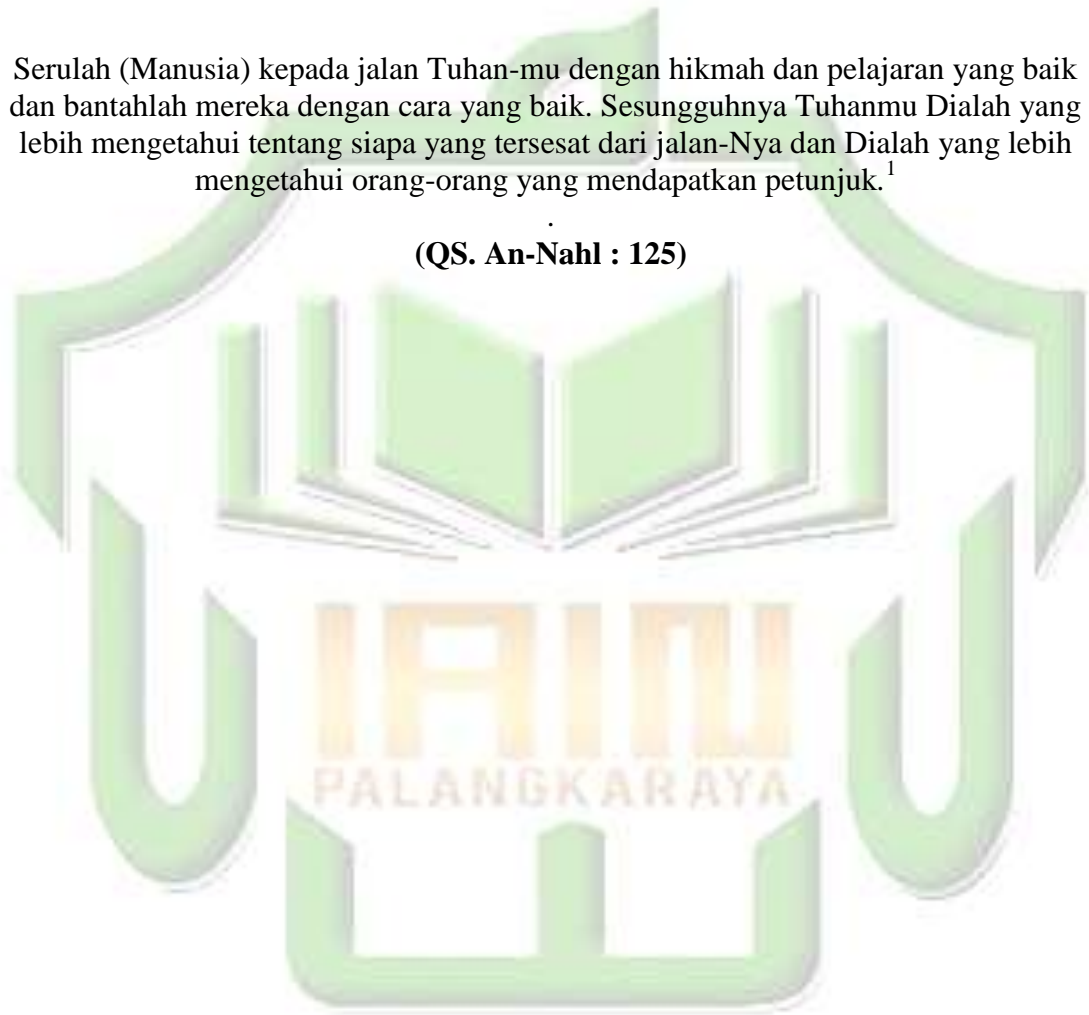 Serulah (Manusia) kepada jalan Tuhan-mu dengan hikmah dan pelajaran yang baik
dan bantahlah mereka dengan cara yang baik. Sesungguhnya Tuhanmu Dialah yang
lebih mengetahui tentang siapa yang tersesat dari jalan-Nya dan Dialah yang lebih
mengetahui orang-orang yang mendapatkan petunjuk.1
.
(QS. An-Nahl : 125)
IAIN
PALANGKARAYA